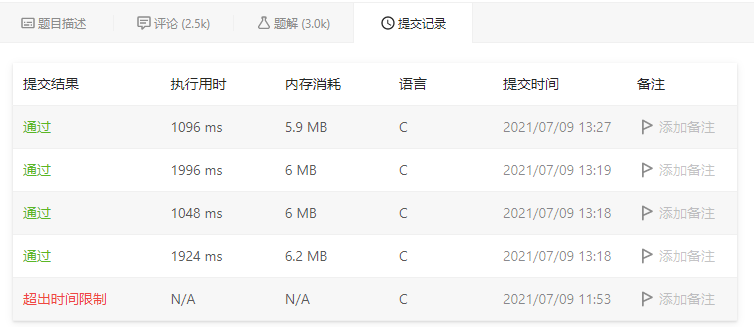 题目描述 评论 (2.5k) 题解 (3.0k) 提交记录
提交结果 执行用时 内存消耗 语言 提交时间 备注
通过 1096 ms 5.9 MB C 2021/07/09 13:27 添加备注
通过 1996 ms 6 MB C 2021/07/09 13:19 添加备注
通过 1048 ms 6 MB C 2021/07/09 13:18 添加备注
通过 1924 ms 6.2 MB C 2021/07/09 13:18 添加备注
超出时间限制 N/A N/A C 2021/07/09 11:53 添加备注